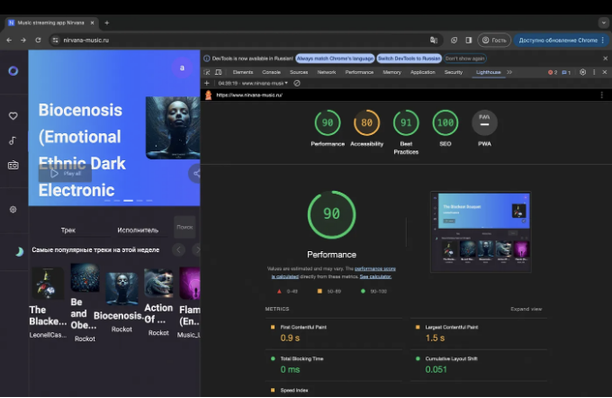 Music streaming app Nirvana
nirvana-music.ru
Гость
Доступно обновление Chrome
DevTools is now available in Russian!
Always match Chrome's language
Switch DevTools to Russian
Don't show again
Elements
Console
Sources
Network
Performance
Memory
Application
Security
Lighthouse
2
1
04:39:19 - www.nirvana-music
https://www.nirvana-music.ru/
a
Biocenosis
(Emotional
Ethnic Dark
Electronic
Play all
Трек
Исполнитель
Поиск
Самые популярные треки на этой неделе
The
Blacke...
LeonellCas...
Be
and
Obe...
Rockot
Biocenosis...
Rockot
Action
Of ...
Rockot
Flam
(En...
Music_
90
Performance
80
Accessibility
91
Best
Practices
100
SEO
PWA
90
Performance
Values are estimated and may vary. The performance score
is calculated directly from these metrics. See calculator.
0–49
50–89
90–100
METRICS
Expand view
First Contentful Paint
0.9 s
Largest Contentful Paint
1.5 s
Total Blocking Time
0 ms
Cumulative Layout Shift
0.051
Speed Index